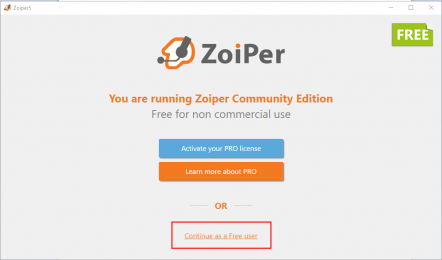 Zoiper5
FREE
ZoiPer
You are running Zoiper Community Edition
Free for non commercial use
Activate your PRO license
Learn more about PRO
OR
Continue as a Free user